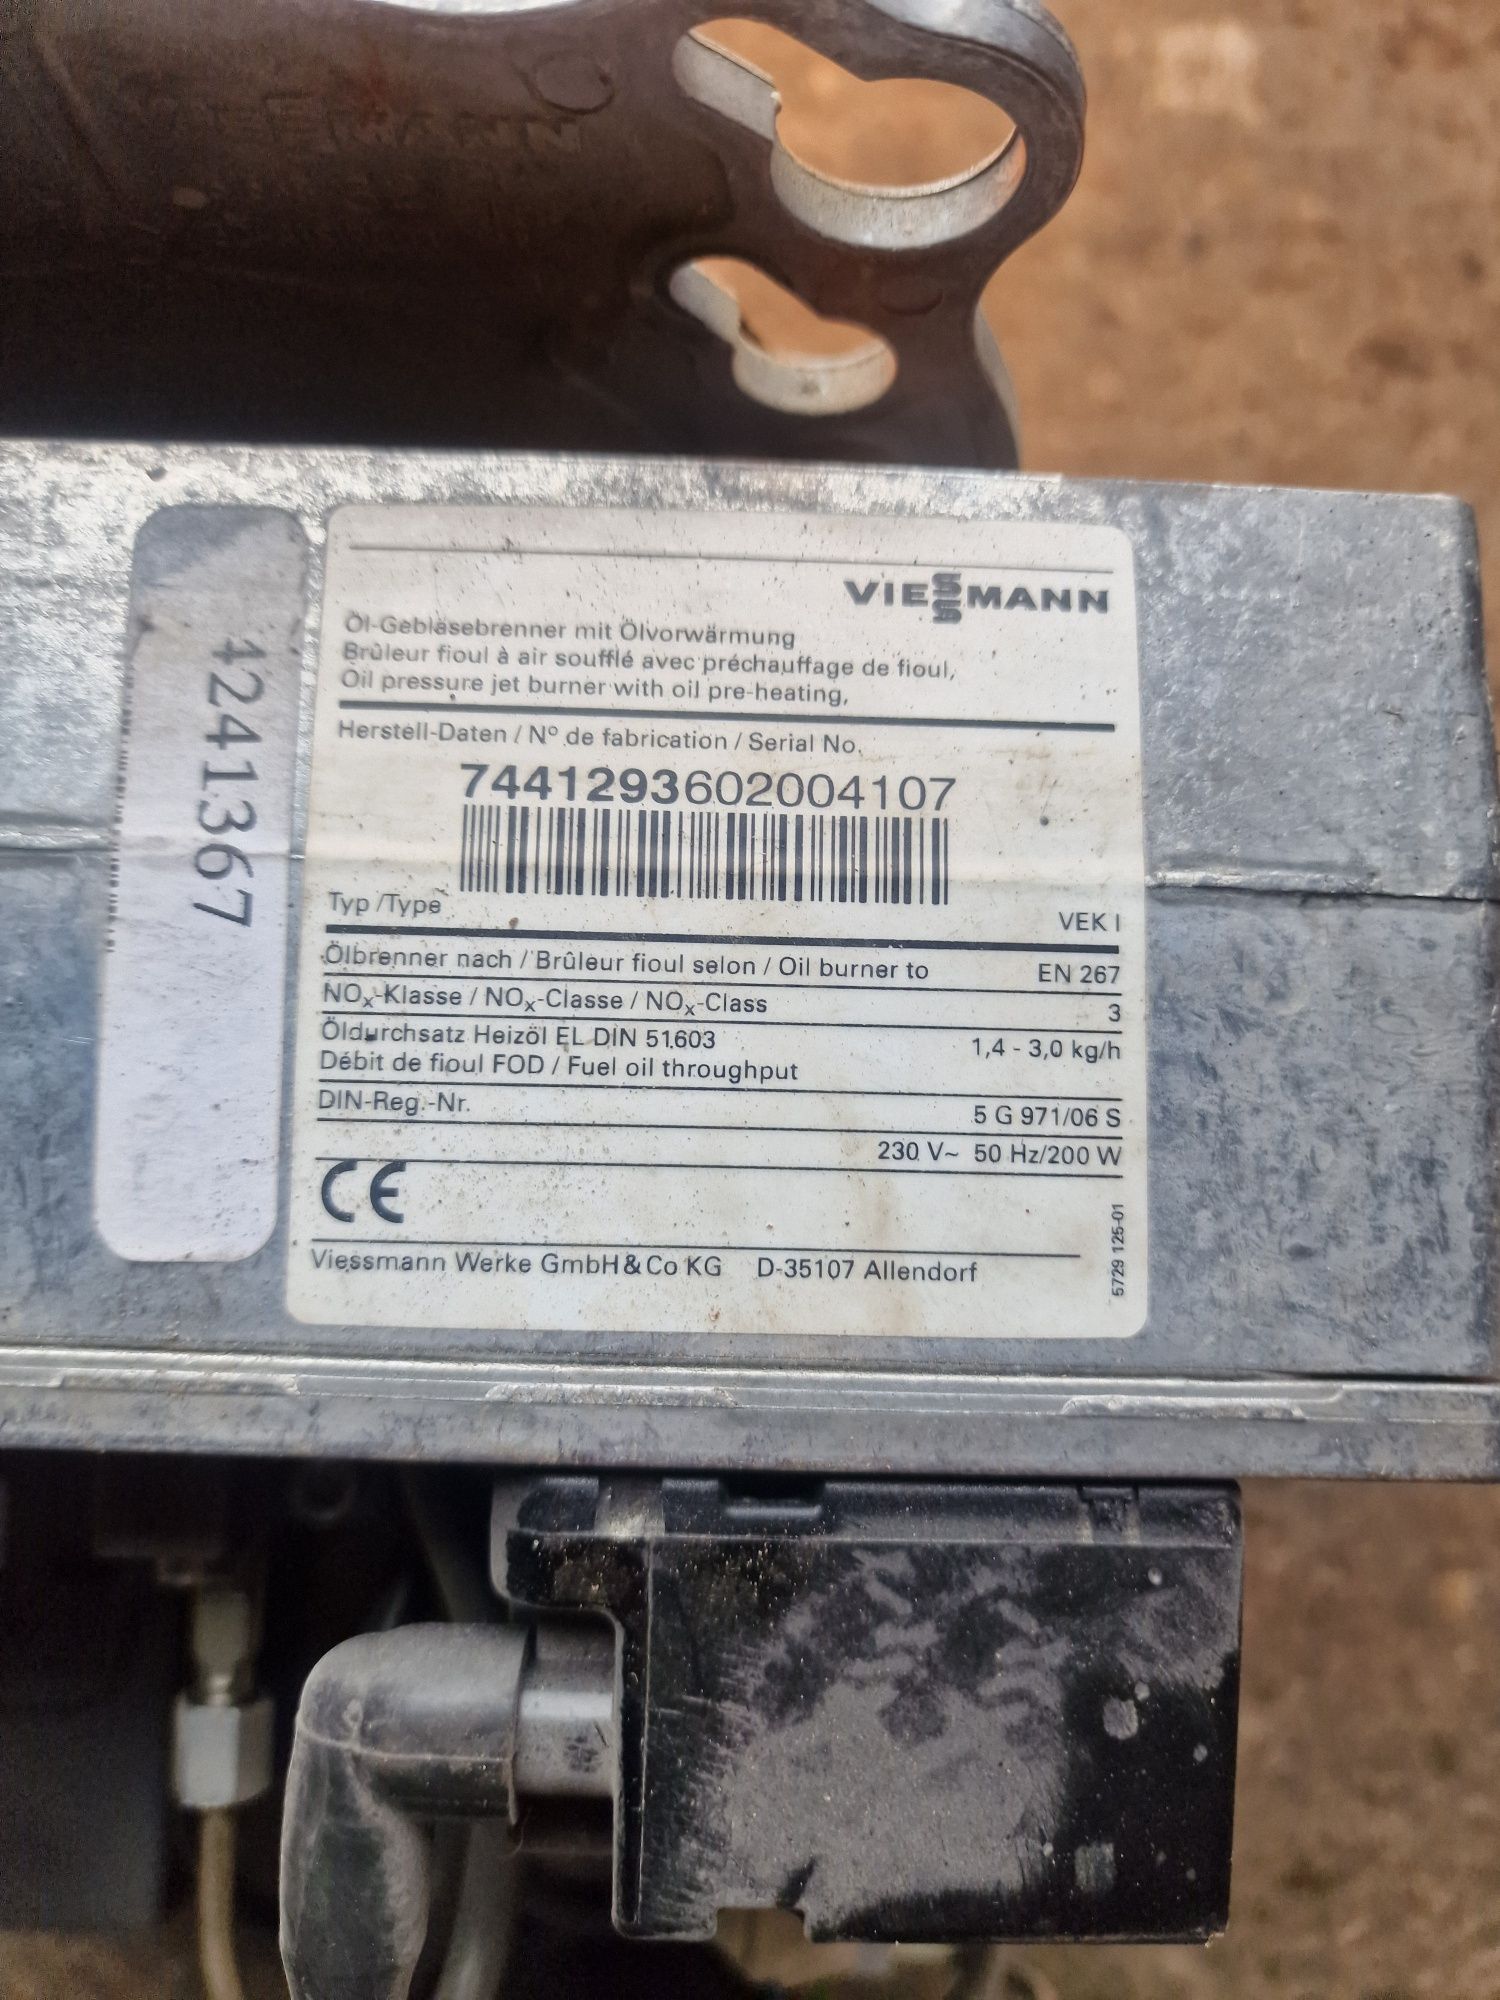 VIESSMANN
VIESSMANN
Öl-Gebläsebrenner mit Ölvorwärmung
Brûleur fioul à air soufflé avec préchauffage de fioul,
Oil pressure jet burner with oil pre-heating,
Herstell-Daten / Nº de fabrication / Serial No.
7441293602004107
Typ /Type VEK I
Ölbrenner nach / Brûleur fioul selon / Oil burner to EN 267
NOx-Klasse / NOx-Classe / NOx-Class 3
Öldurchsatz Heizöl EL DIN 51603 1,4 - 3,0 kg/h
Débit de fioul FOD / Fuel oil throughput
DIN-Reg.-Nr. 5 G 971/06 S
230 V~ 50 Hz/200 W
CE
Viessmann Werke GmbH & Co KG D-35107 Allendorf
5729 125-01
4241367